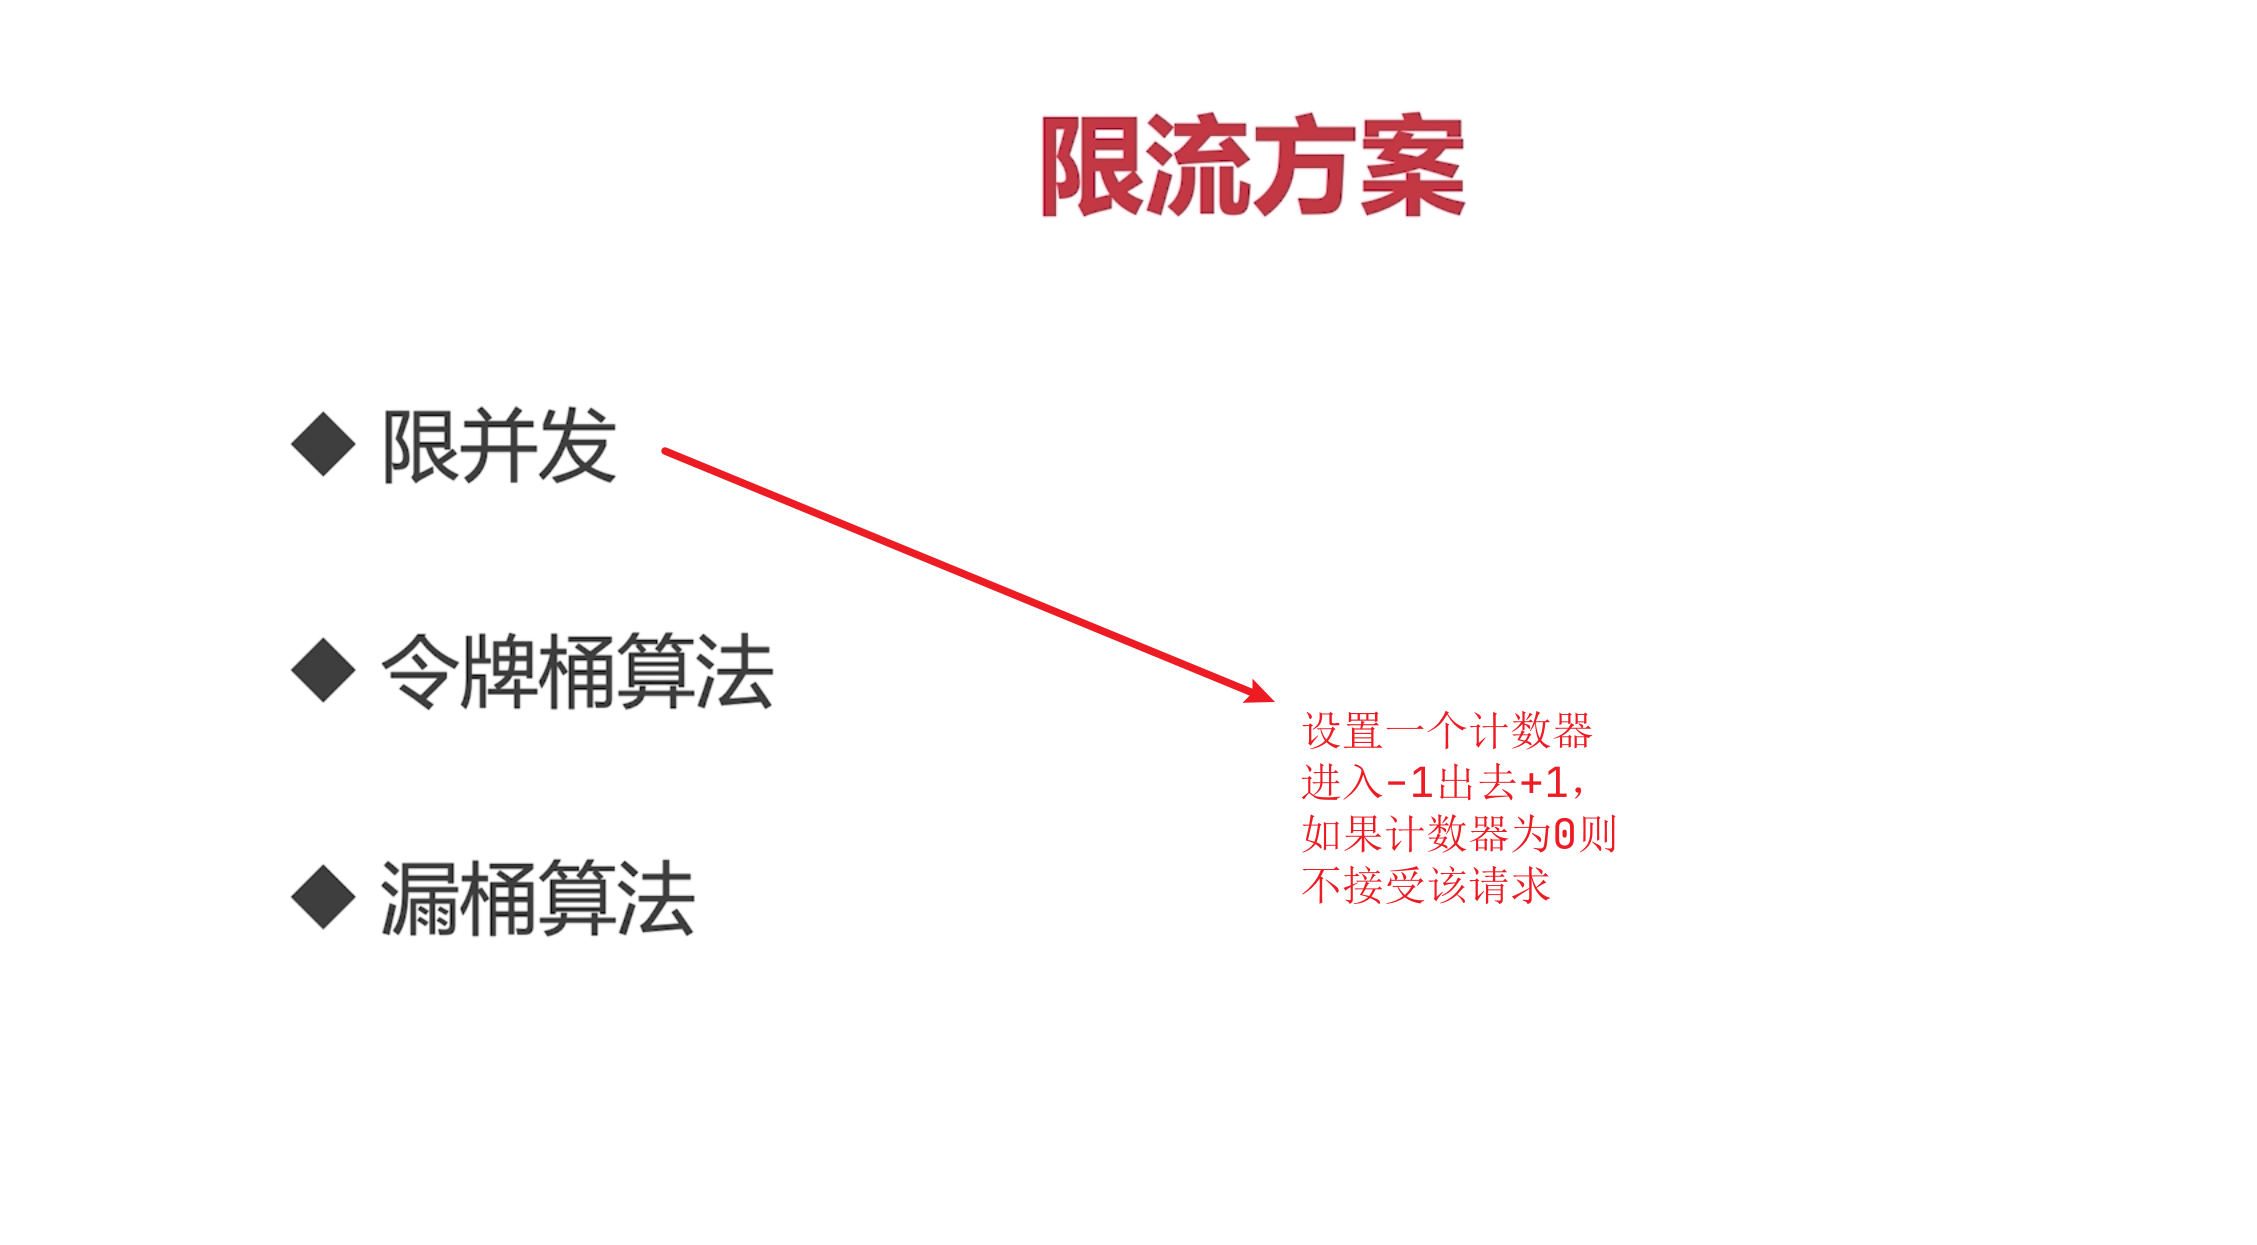 限流方案
限并发
令牌桶算法
漏桶算法
设置一个计数器
进入-1出去+1，
如果计数器为0则
不接受该请求